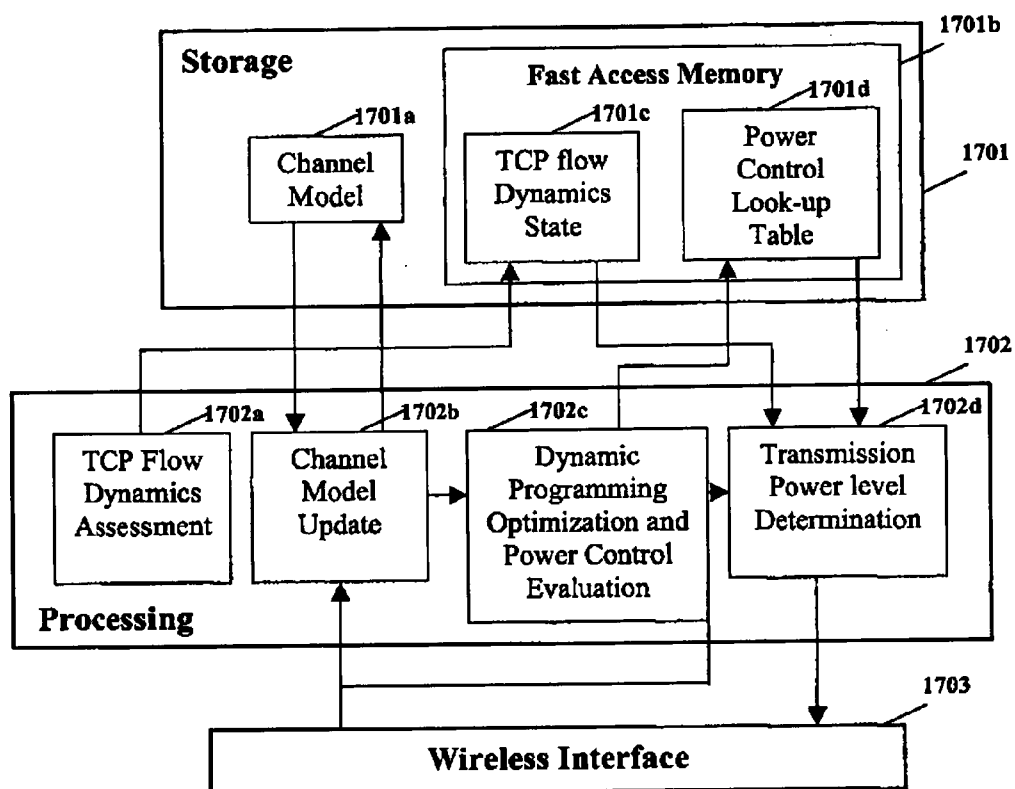 1701b
Storage
Fast Access Memory
1701a
1701c
1701d
Channel
Model
TCP flow
Dynamics
State
Power
Control
Look-up
Table
1701
1702
1702a
1702b
1702c
1702d
TCP Flow
Dynamics
Assessment
Channel
Model
Update
Dynamic
Programming
Optimization and
Power Control
Evaluation
Transmission
Power level
Determination
Processing
1703
Wireless Interface